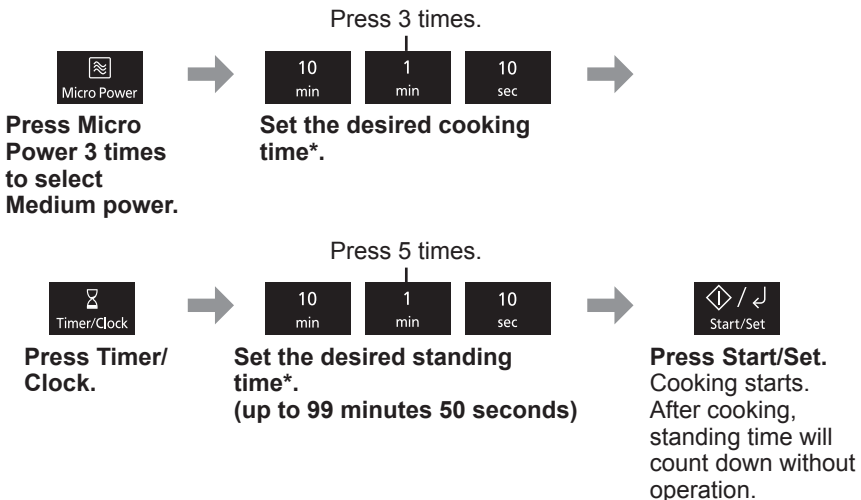 Press 3 times.
Micro Power
10
min
1
min
10
sec
Press Micro
Power 3 times
to select
Medium power.
Set the desired cooking
time*.
Press 5 times.
Timer/Clock
10
min
1
min
10
sec
Start/Set
Press Timer/
Clock.
Set the desired standing
time*.
(up to 99 minutes 50 seconds)
Press Start/Set.
Cooking starts.
After cooking,
standing time will
count down without
operation.